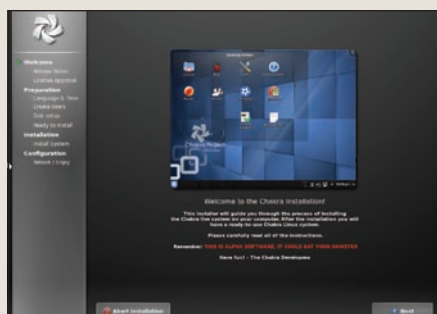 Welcome
Release Notes
License Approval
Preparation
Language & Time
Create Users
Disk setup
Ready to Install
Installation
Install System
Configuration
Reboot / Enjoy
Chakra Project
Welcome to the Chakra Installation!
This installer will guide you through the process of installing
the Chakra live system on your computer. After the installation you will
have a ready-to-use Chakra Linux system.
Please carefully read all of the instructions.
Remember: THIS IS ALPHA SOFTWARE, IT COULD EAT YOUR HAMSTER
Have fun! - The Chakra Developers
Abort Installation
Next